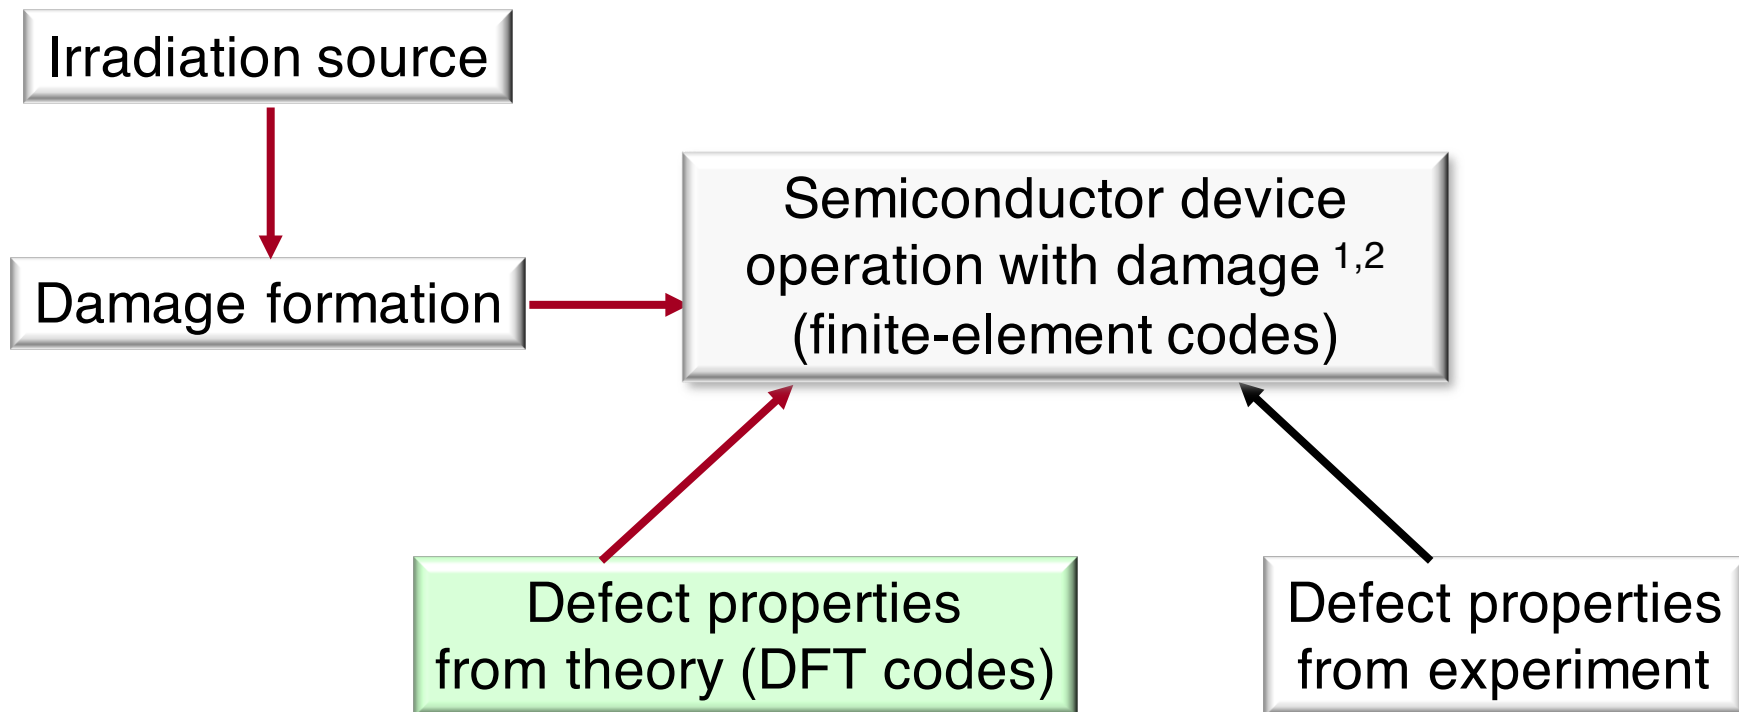 Irradiation source
Damage formation
Semiconductor device
operation with damage 1,2
(finite-element codes)
Defect properties
from theory (DFT codes)
Defect properties
from experiment